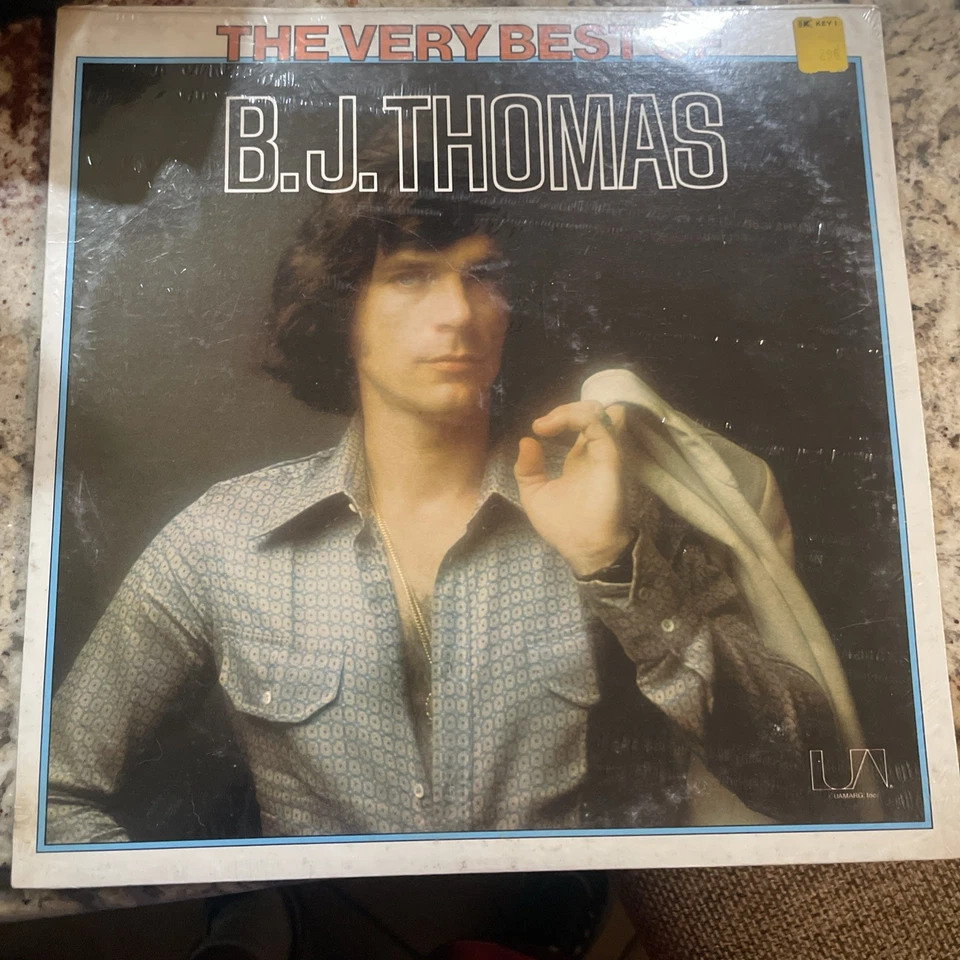 THE VERY BEST OF
B.J. THOMAS
UA